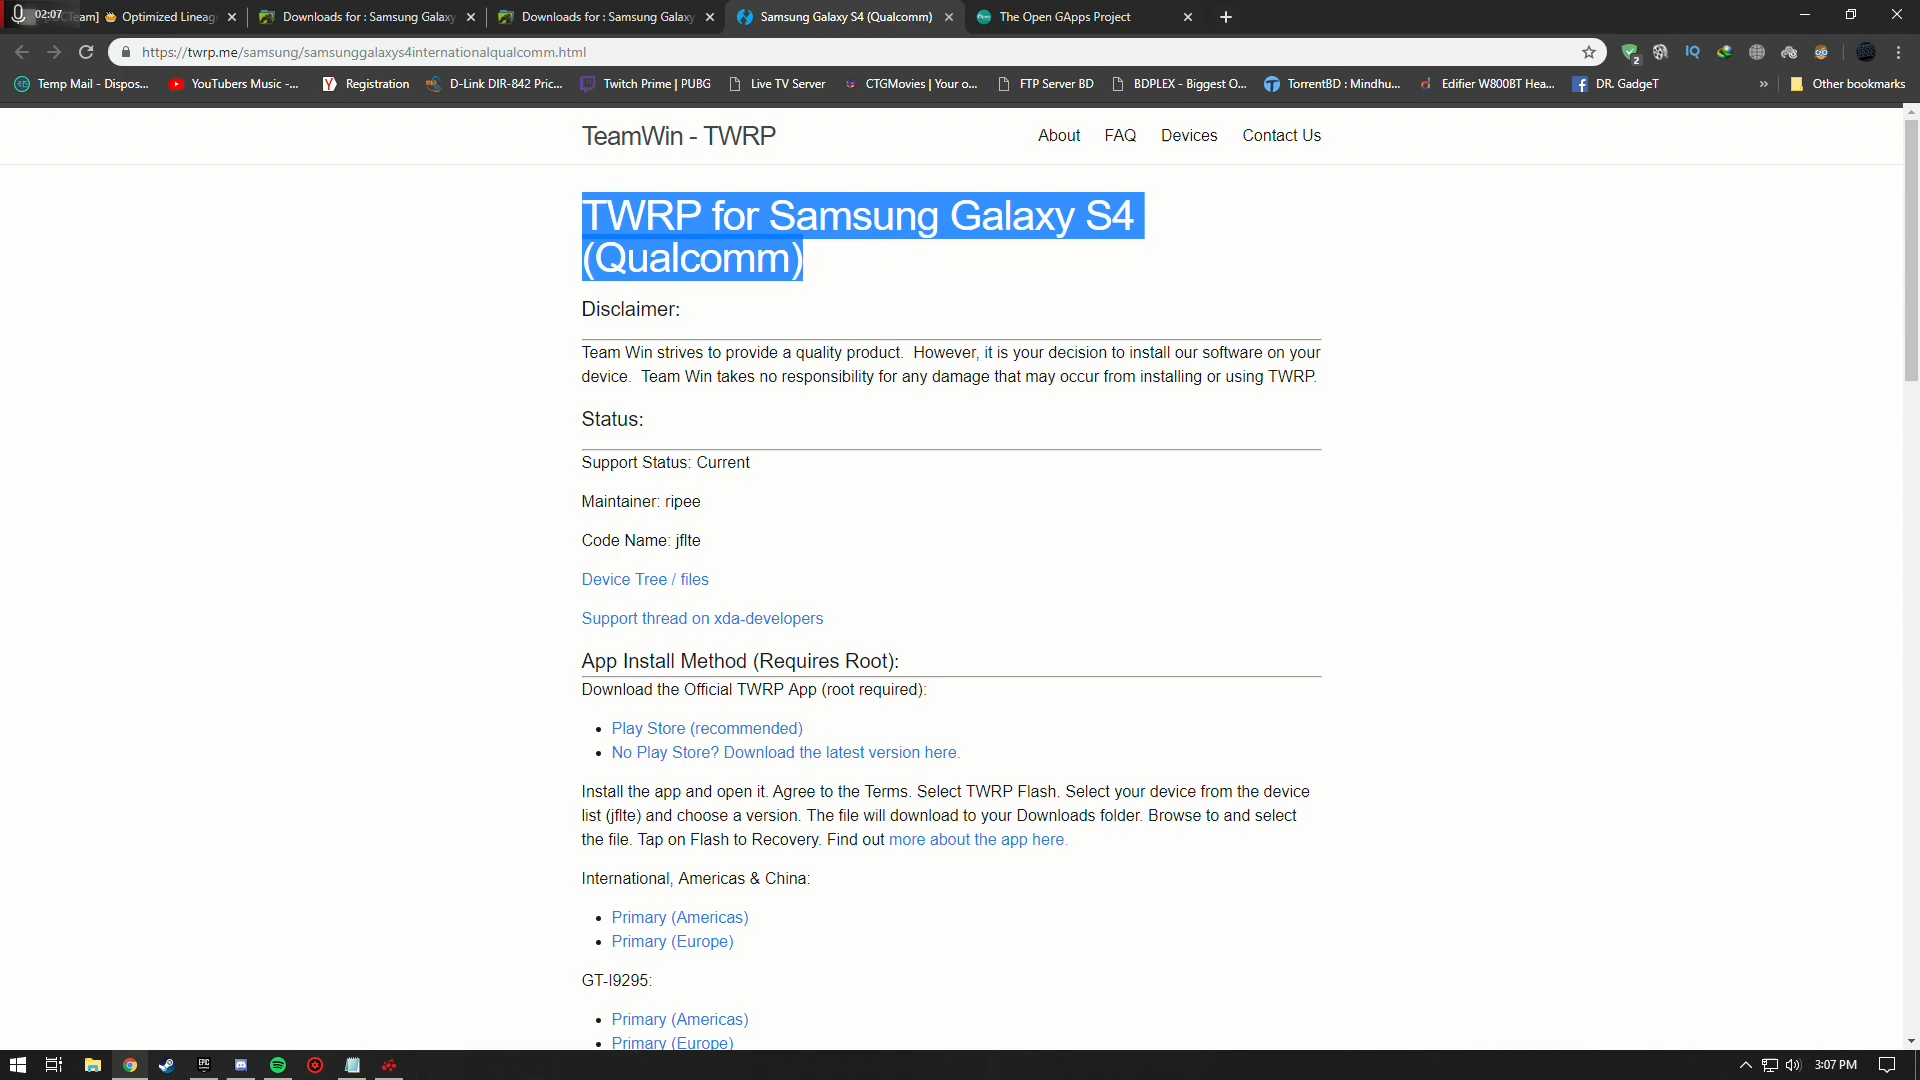 02:07
Team] Optimized Lineag
Downloads for : Samsung Galaxy
Downloads for : Samsung Galaxy
Samsung Galaxy S4 (Qualcomm)
The Open GApps Project
https://twrp.me/samsung/samsunggalaxys4internationalqualcomm.html
2
IQ
Temp Mail - Dispos...
YouTubers Music -...
Registration
D-Link DIR-842 Pric...
Twitch Prime | PUBG
Live TV Server
CTGMovies | Your o...
FTP Server BD
BDPLEX - Biggest O...
TorrentBD : Mindhu...
Edifier W800BT Hea...
DR. GadgeT
»
Other bookmarks
TeamWin - TWRP
About FAQ Devices Contact Us
TWRP for Samsung Galaxy S4
(Qualcomm)
Disclaimer:
Team Win strives to provide a quality product. However, it is your decision to install our software on your
device. Team Win takes no responsibility for any damage that may occur from installing or using TWRP.
Status:
Support Status: Current
Maintainer: ripee
Code Name: jflte
Device Tree / files
Support thread on xda-developers
App Install Method (Requires Root):
Download the Official TWRP App (root required):
• Play Store (recommended)
• No Play Store? Download the latest version here.
Install the app and open it. Agree to the Terms. Select TWRP Flash. Select your device from the device
list (jflte) and choose a version. The file will download to your Downloads folder. Browse to and select
the file. Tap on Flash to Recovery. Find out more about the app here.
International, Americas & China:
• Primary (Americas)
• Primary (Europe)
GT-I9295:
• Primary (Americas)
• Primary (Europe)
EPIC
3:07 PM